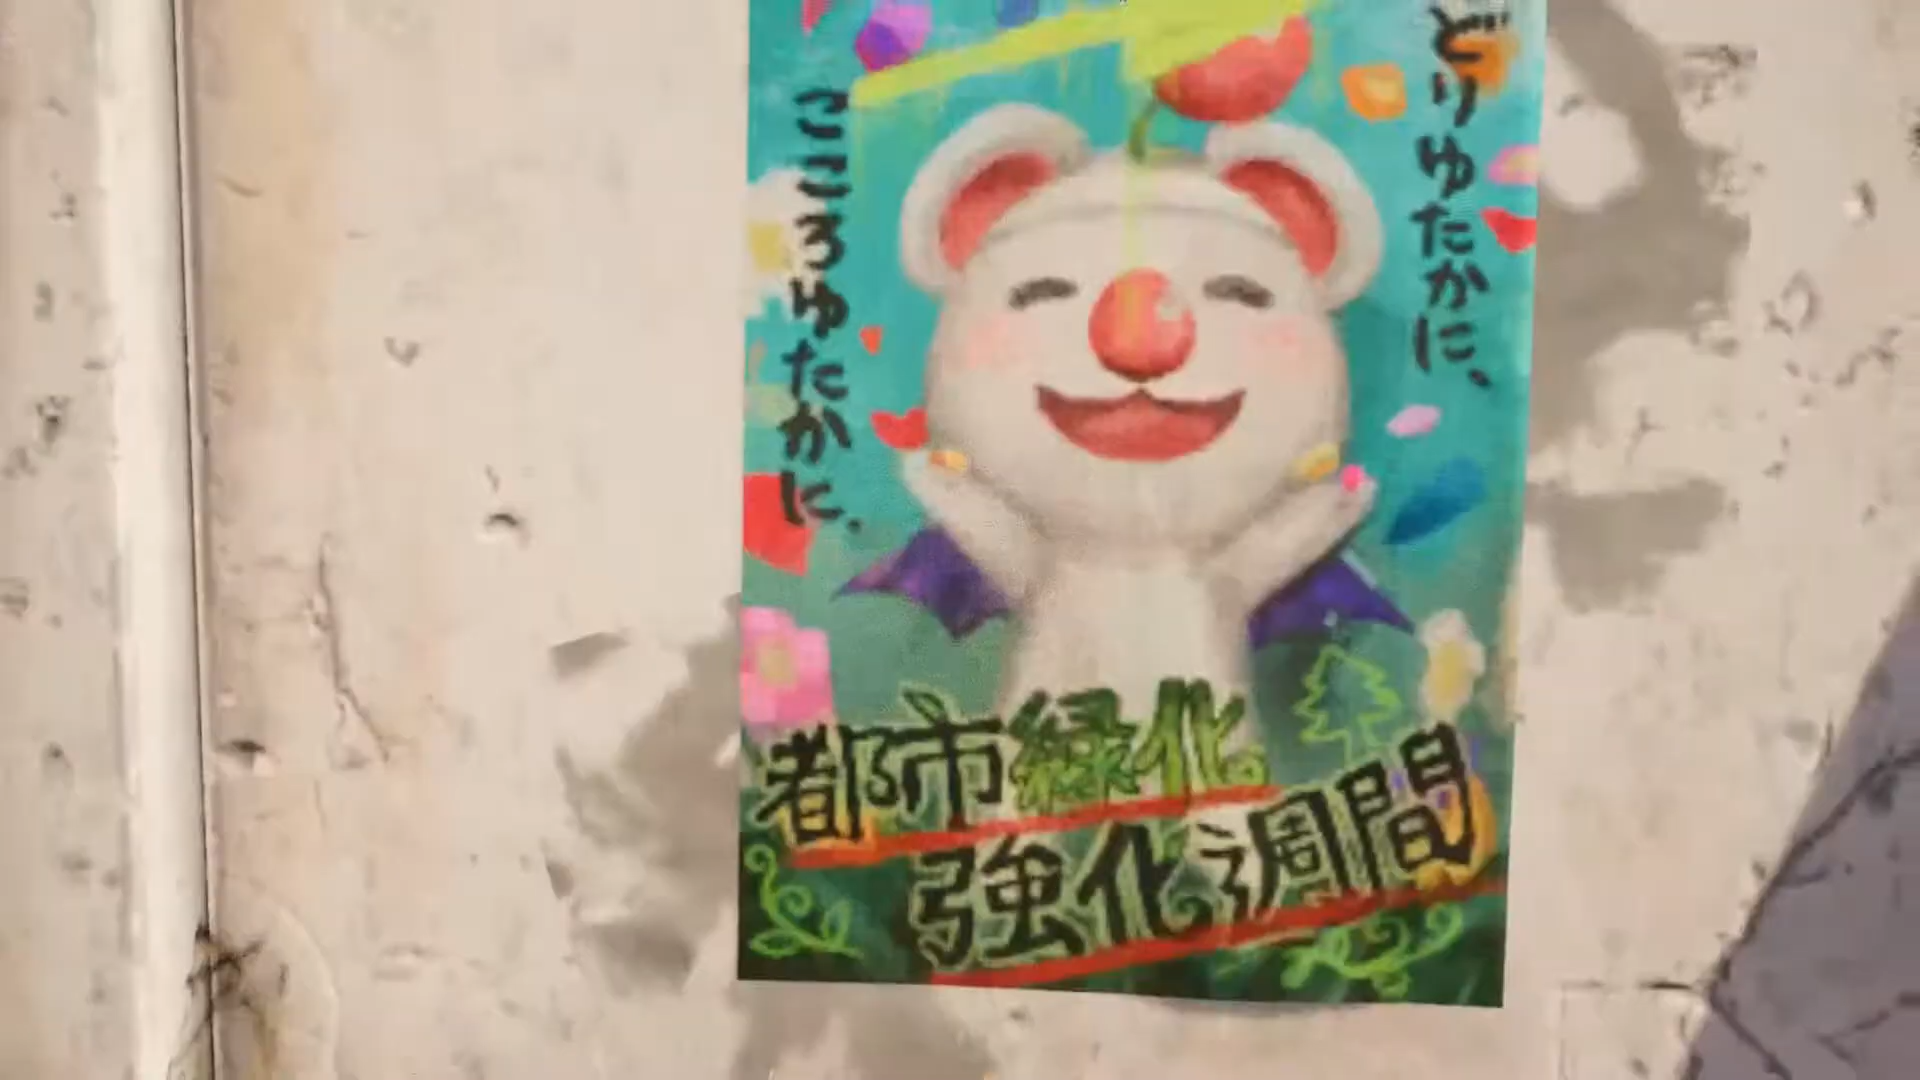 どりゆたかに、
こころゆたかに。
都市緑化
強化週間